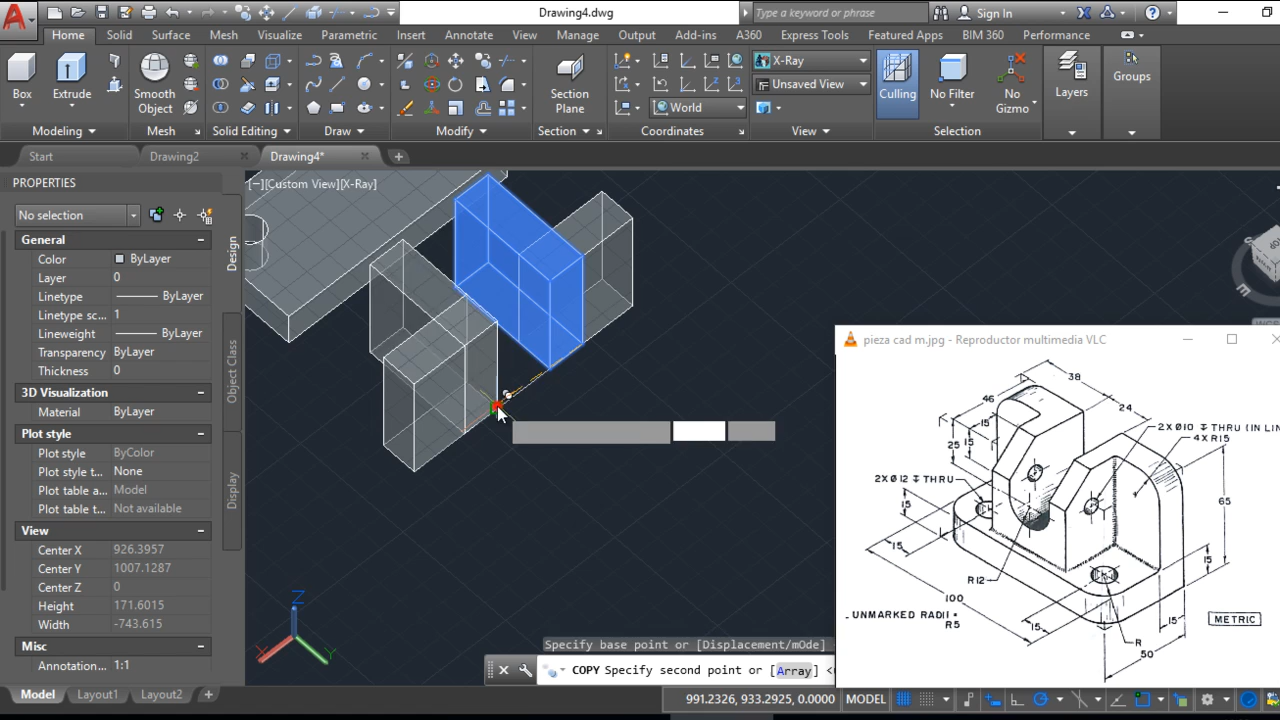 Drawing4.dwg
Type a keyword or phrase
Sign In
Home Solid Surface Mesh Visualize Parametric Insert Annotate View Manage Output Add-ins A360 Express Tools Featured Apps BIM 360 Performance
X-Ray
Unsaved View
World
Box Extrude Smooth Object Section Plane Culling No Filter No Gizmo Layers Groups
Modeling Mesh Solid Editing Draw Modify Section Coordinates View Selection
Start Drawing2 Drawing4*
PROPERTIES
[−][Custom View][X-Ray]
No selection
General
Color ByLayer
Layer 0
Linetype ByLayer
Linetype sc... 1
Lineweight ByLayer
Transparency ByLayer
Thickness 0
3D Visualization
Material ByLayer
Plot style
Plot style ByColor
Plot style t... None
Plot table a... Model
Plot table t... Not available
View
Center X 926.3957
Center Y 1007.1287
Center Z 0
Height 171.6015
Width -743.615
Misc
Annotation... 1:1
Design
Object Class
Display
E
Z
X
Y
pieza cad m.jpg - Reproductor multimedia VLC
38
46
24
15
25
15
2X Ø10 THRU (IN LIN
4X R15
2X Ø12 THRU
15
65
15
R12
15
100
UNMARKED RADII =
R5
15
15
METRIC
R
50
Specify base point or [Displacement/mOde]
COPY Specify second point or [Array] <
Model Layout1 Layout2
991.2326, 933.2925, 0.0000 MODEL